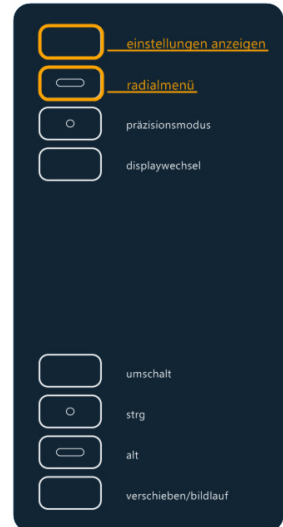 einstellungen anzeigen
radialmenü
präzisionsmodus
displaywechsel
umschalt
strg
alt
verschieben/bildlauf